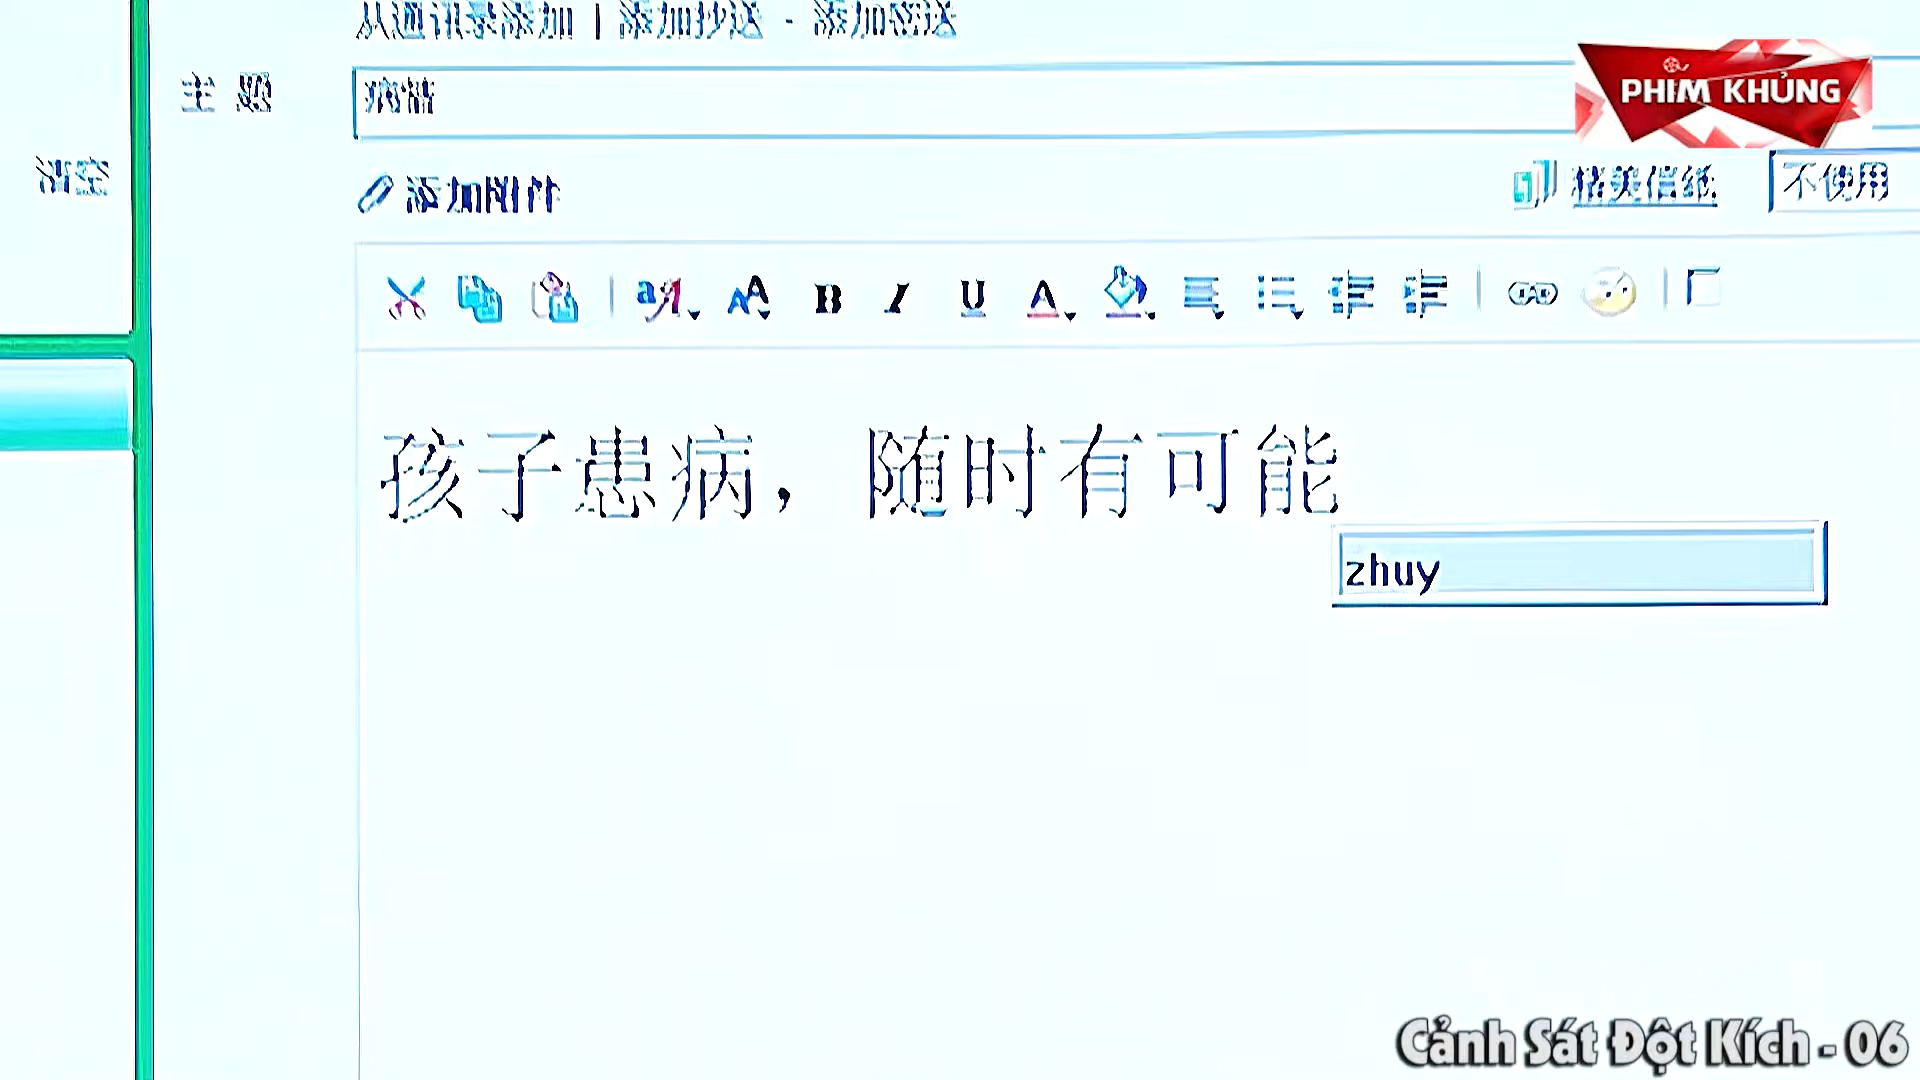 从通讯录添加 | 添加抄送 - 添加密送
主 题
病情
PHIM KHỦNG
清空
添加附件
精美信纸
不使用
B I U A
孩子患病，随时有可能
zhuy
Cảnh Sát Đột Kích - 06